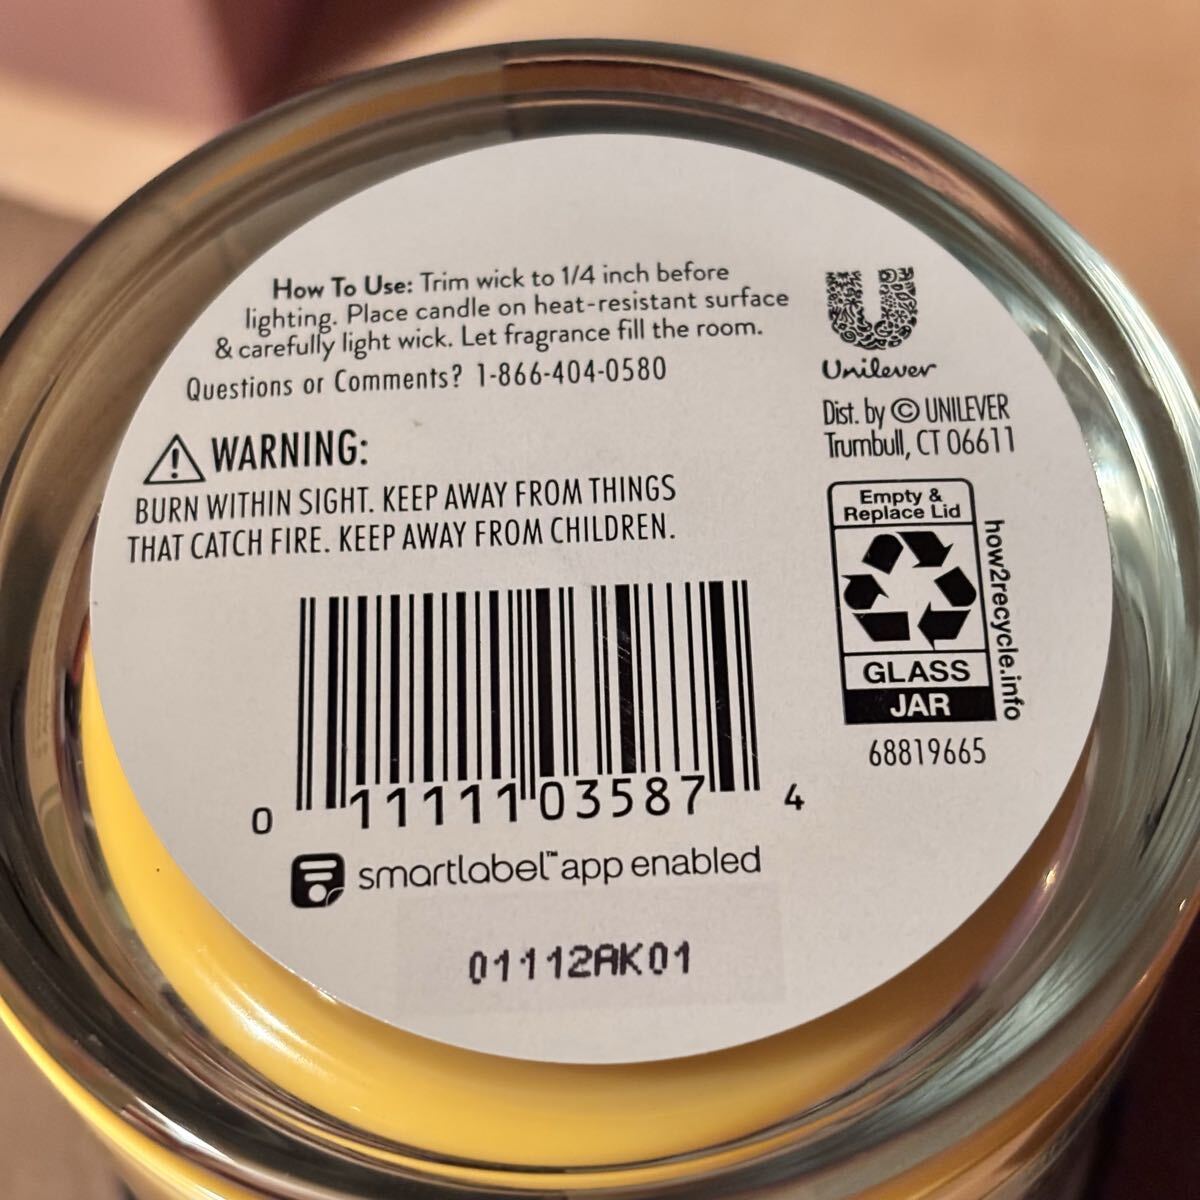 How To Use: Trim wick to 1/4 inch before
lighting. Place candle on heat-resistant surface
& carefully light wick. Let fragrance fill the room.
Questions or Comments? 1-866-404-0580
WARNING:
BURN WITHIN SIGHT. KEEP AWAY FROM THINGS
THAT CATCH FIRE. KEEP AWAY FROM CHILDREN.
0 11111 03587 4
smartlabel™ app enabled
01112AK01
Unilever
Dist. by © UNILEVER
Trumbull, CT 06611
Empty &
Replace Lid
GLASS
JAR
how2recycle.info
68819665